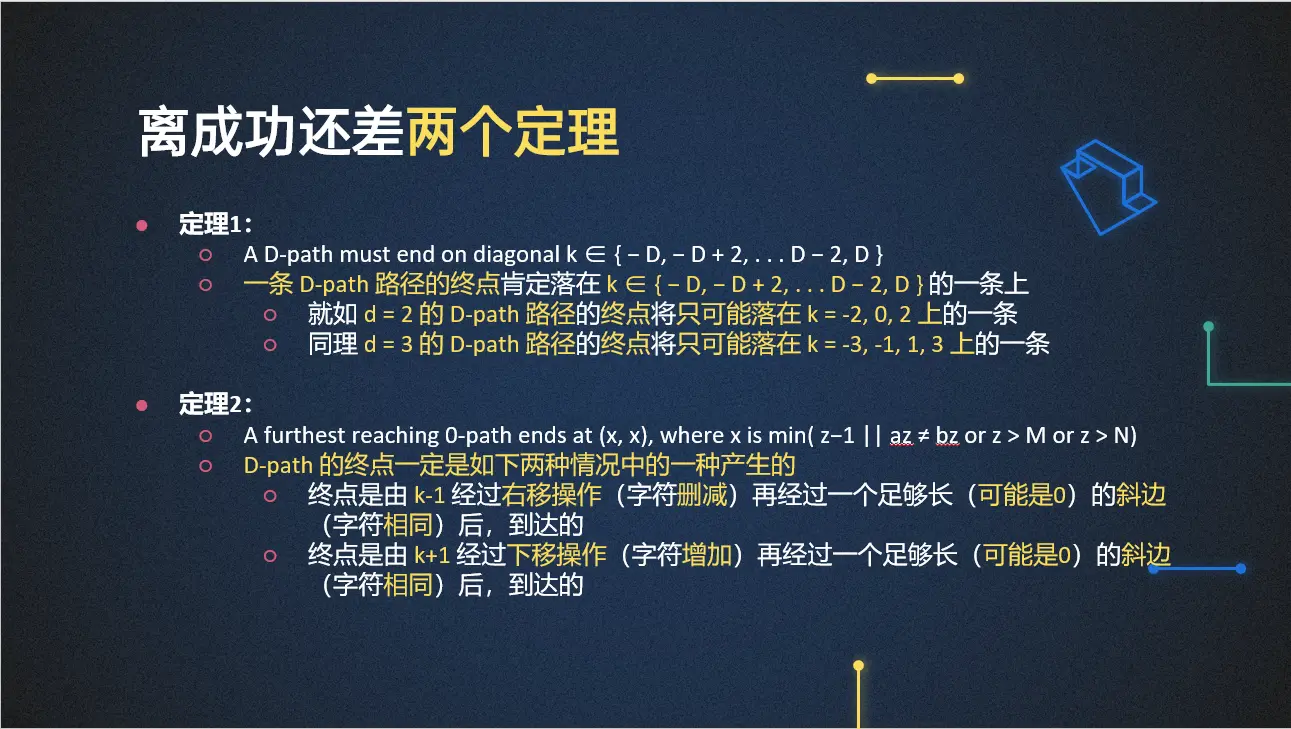 离成功还差两个定理
定理1：
A D-path must end on diagonal k ∈ { − D, − D + 2, . . . D − 2, D }
一条 D-path 路径的终点肯定落在 k ∈ { − D, − D + 2, . . . D − 2, D } 的一条上
就如 d = 2 的 D-path 路径的终点将只可能落在 k = -2, 0, 2 上的一条
同理 d = 3 的 D-path 路径的终点将只可能落在 k = -3, -1, 1, 3 上的一条
定理2：
A furthest reaching 0-path ends at (x, x), where x is min( z−1 || az ≠ bz or z > M or z > N)
D-path 的终点一定是如下两种情况中的一种产生的
终点是由 k-1 经过右移操作（字符删减）再经过一个足够长（可能是0）的斜边
（字符相同）后，到达的
终点是由 k+1 经过下移操作（字符增加）再经过一个足够长（可能是0）的斜边
（字符相同）后，到达的